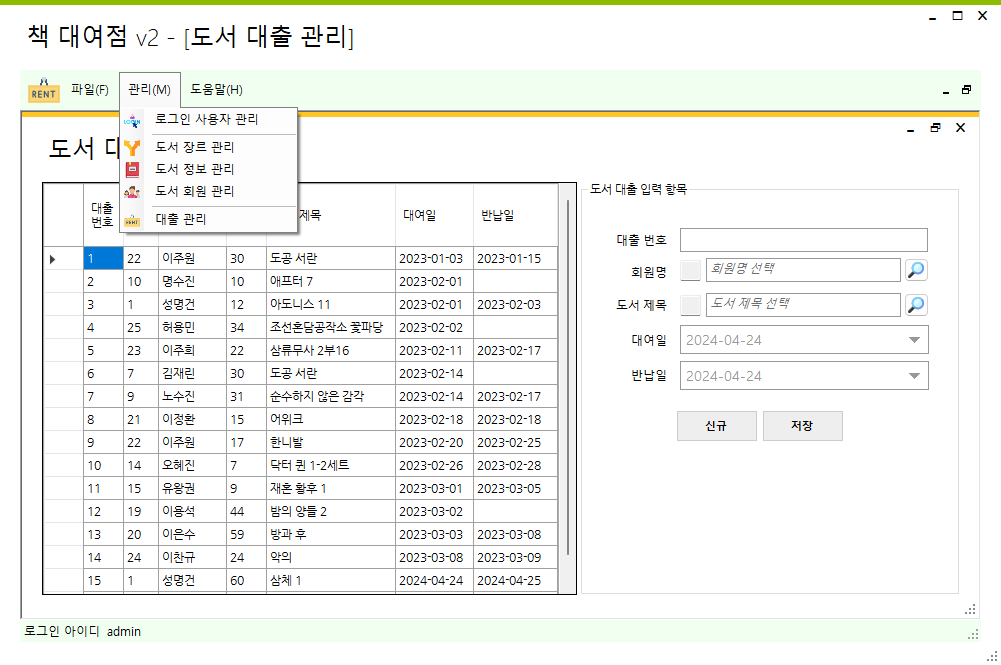 책 대여점 v2 - [도서 대출 관리]
RENT 파일(F) 관리(M) 도움말(H)
LOGIN 로그인 사용자 관리
도서 장르 관리
도서 정보 관리
도서 회원 관리
RENT 대출 관리
도서 대
대출 번호 제목 대여일 반납일
1 22 이주원 30 도공 서란 2023-01-03 2023-01-15
2 10 명수진 10 애프터 7 2023-02-01
3 1 성명건 12 아도니스 11 2023-02-01 2023-02-03
4 25 허용민 34 조선혼담공작소 꽃파당 2023-02-02
5 23 이주희 22 삼류무사 2부16 2023-02-11 2023-02-17
6 7 김재린 30 도공 서란 2023-02-14
7 9 노수진 31 순수하지 않은 감각 2023-02-14 2023-02-17
8 21 이정환 15 어위크 2023-02-18 2023-02-18
9 22 이주원 17 한니발 2023-02-20 2023-02-25
10 14 오혜진 7 닥터 퀸 1-2세트 2023-02-26 2023-02-28
11 15 유왕권 9 재혼 황후 1 2023-03-01 2023-03-05
12 19 이용석 44 밤의 양들 2 2023-03-02
13 20 이은수 59 방과 후 2023-03-03 2023-03-08
14 24 이찬규 24 악의 2023-03-08 2023-03-09
15 1 성명건 60 삼체 1 2024-04-24 2024-04-25
도서 대출 입력 항목
대출 번호
회원명 회원명 선택
도서 제목 도서 제목 선택
대여일 2024-04-24
반납일 2024-04-24
신규 저장
로그인 아이디 admin